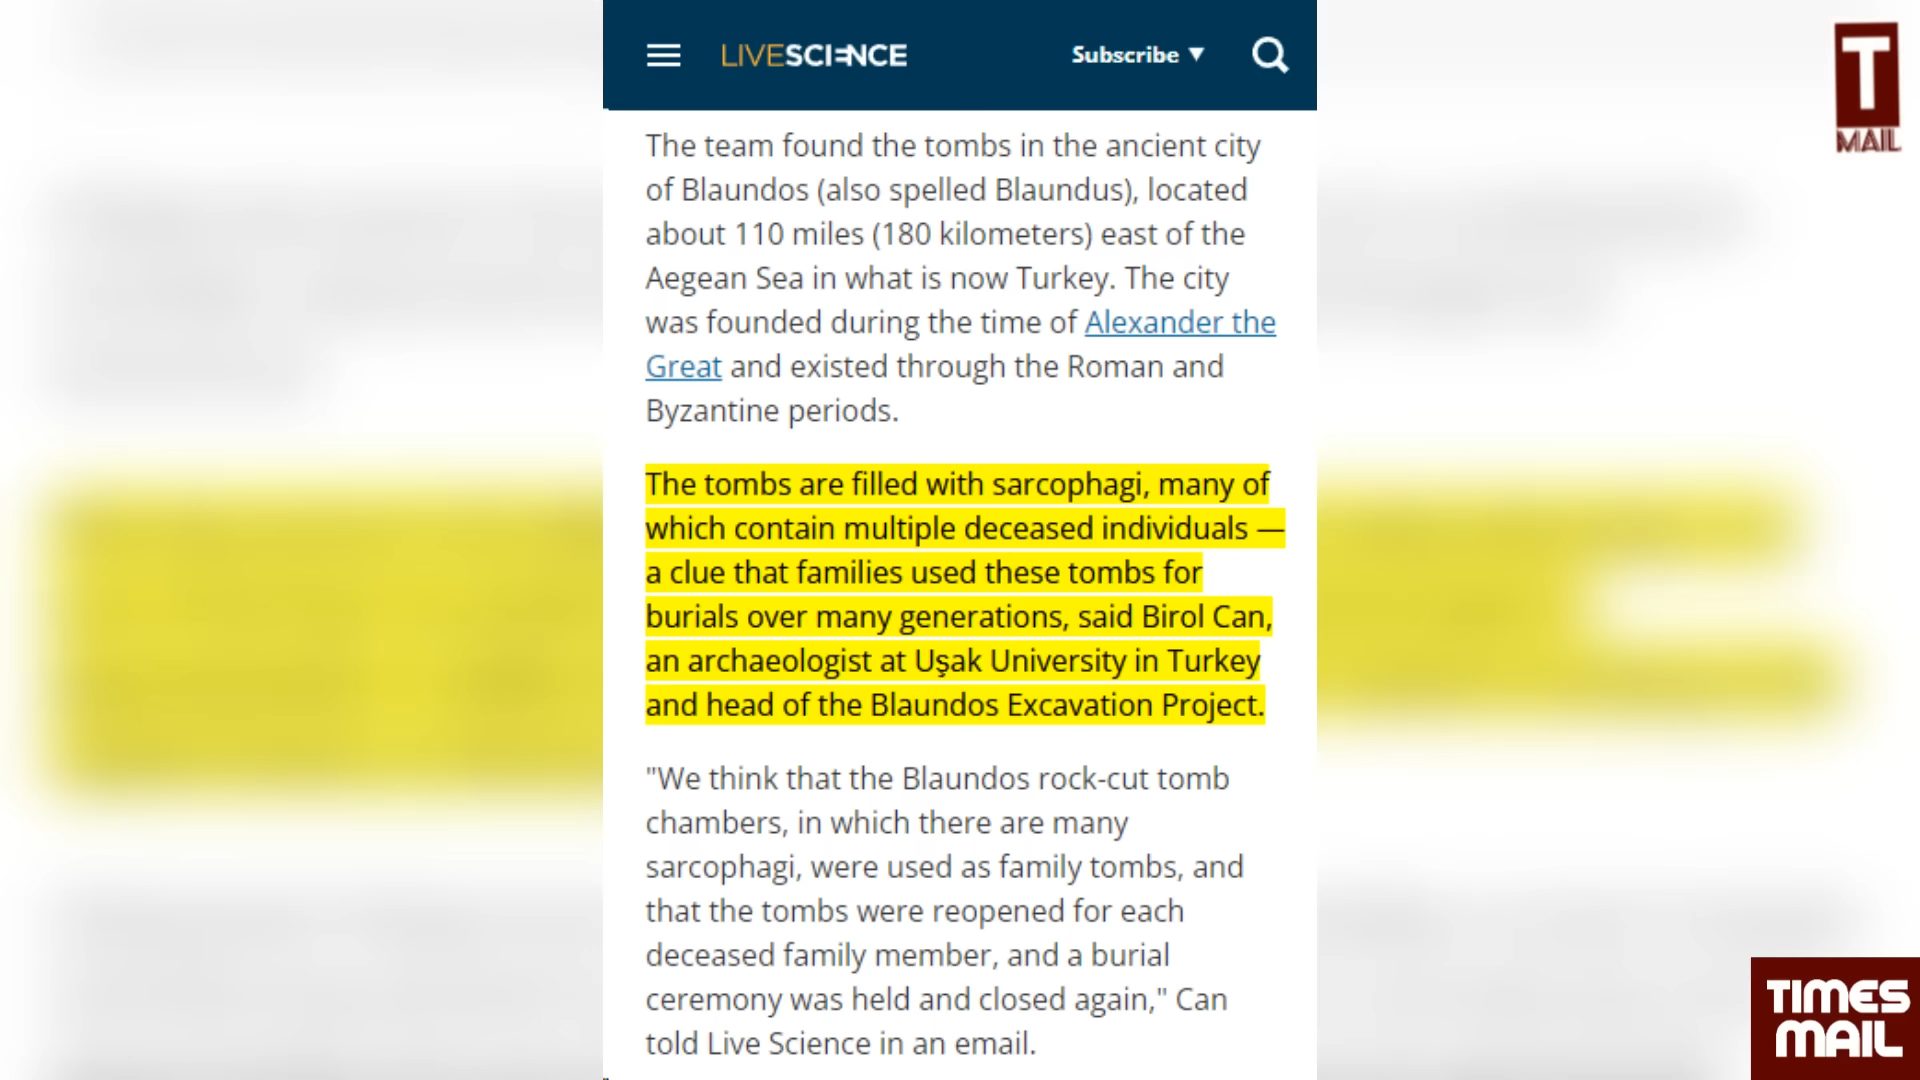 LIVESCIENCE
Subscribe ▼
The team found the tombs in the ancient city
of Blaundos (also spelled Blaundus), located
about 110 miles (180 kilometers) east of the
Aegean Sea in what is now Turkey. The city
was founded during the time of Alexander the
Great and existed through the Roman and
Byzantine periods.
The tombs are filled with sarcophagi, many of
which contain multiple deceased individuals —
a clue that families used these tombs for
burials over many generations, said Birol Can,
an archaeologist at Uşak University in Turkey
and head of the Blaundos Excavation Project.
"We think that the Blaundos rock-cut tomb
chambers, in which there are many
sarcophagi, were used as family tombs, and
that the tombs were reopened for each
deceased family member, and a burial
ceremony was held and closed again," Can
told Live Science in an email.
T
MAIL
TIMES
MAIL